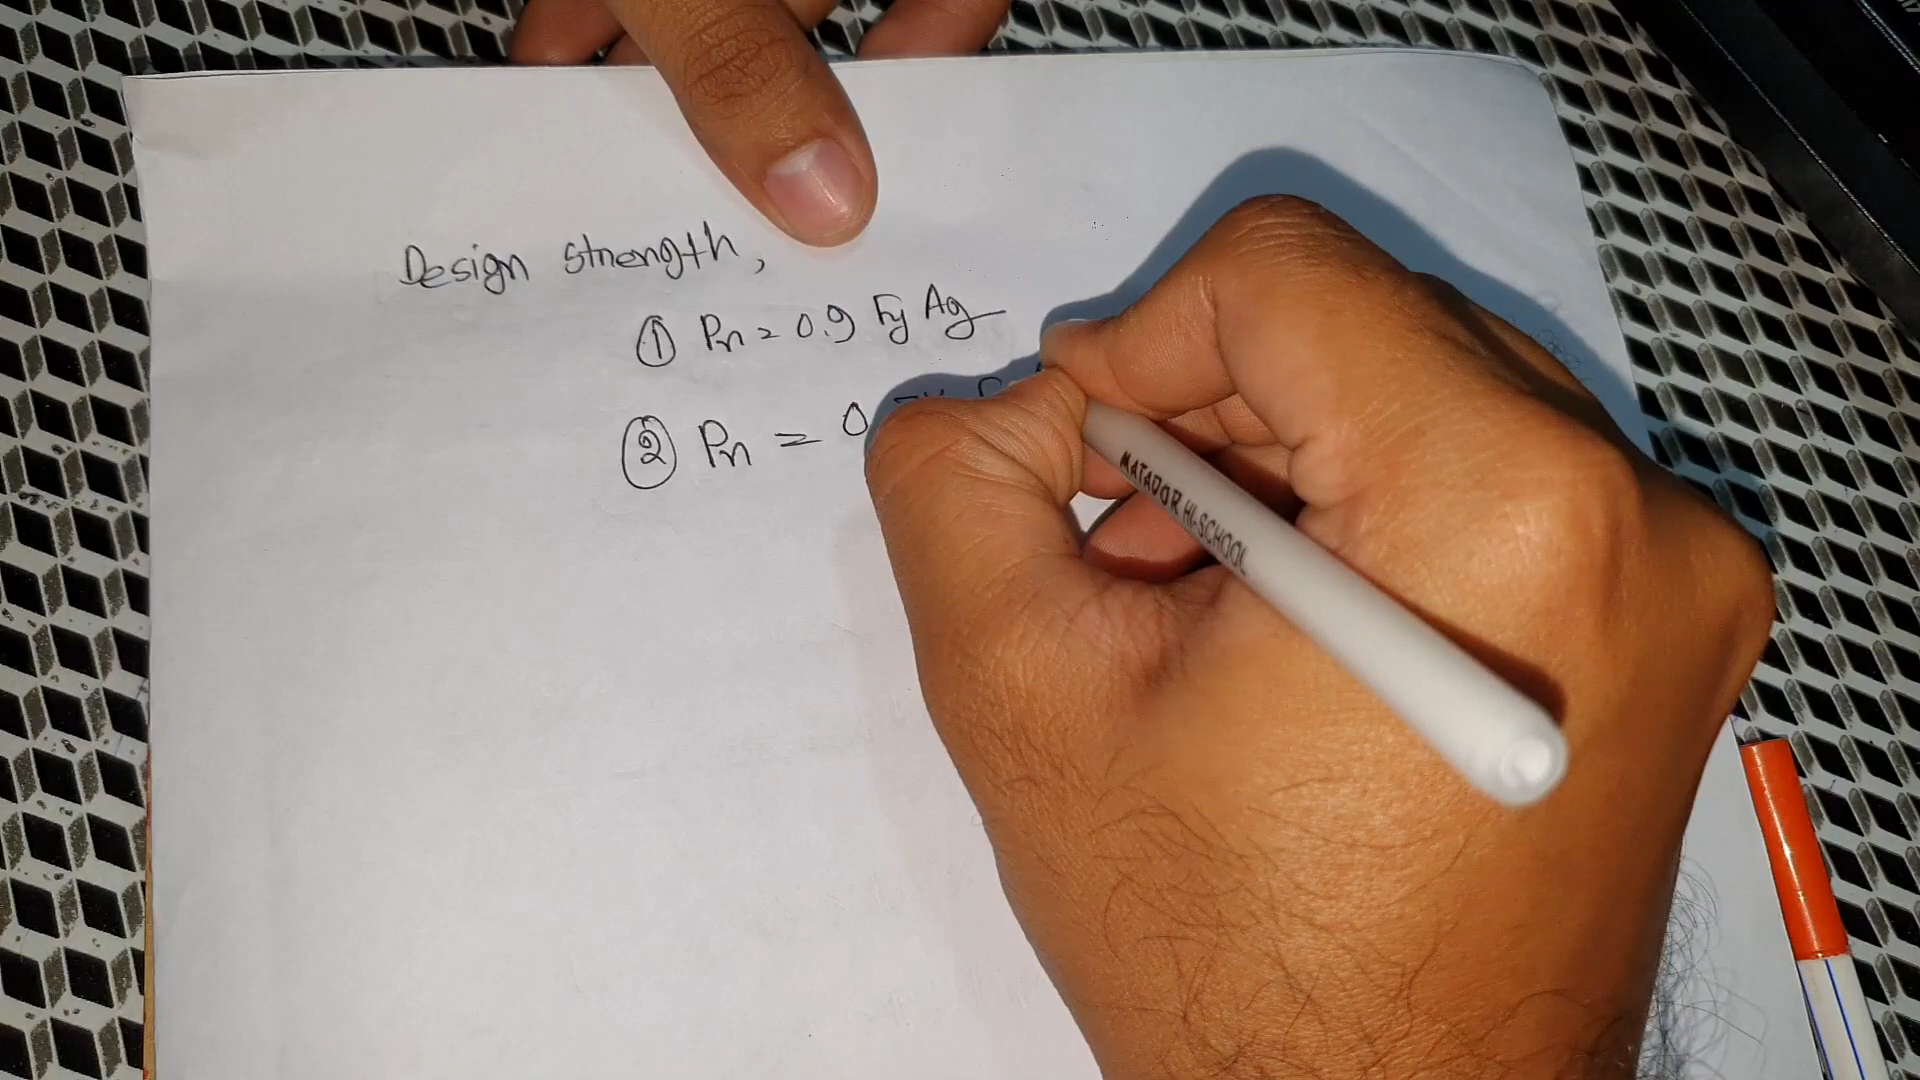 Design strength,
① Pn = 0.9 Fy Ag
② Pn = 0
MATADOR HI-SCHOOL